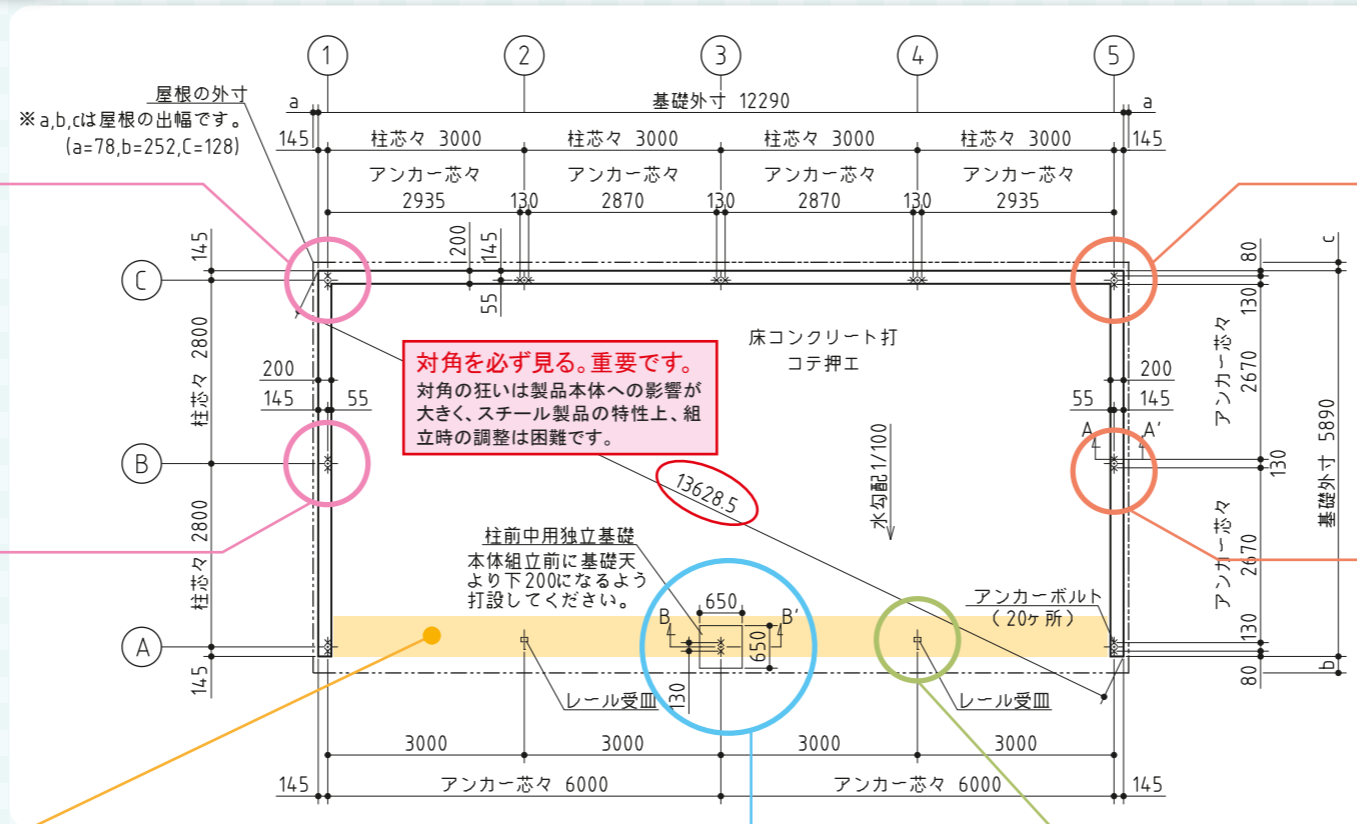 1 2 3 4 5
屋根の外寸
※a,b,cは屋根の出幅です。
(a=78,b=252,C=128)
a 基礎外寸 12290 a
145 柱芯々 3000 柱芯々 3000 柱芯々 3000 柱芯々 3000 145
アンカー芯々 アンカー芯々 アンカー芯々 アンカー芯々
2935 130 2870 130 2870 130 2935
145 200 145 55
C
柱芯々 2800
200
145 55
B
柱芯々 2800
A
145
対角を必ず見る。重要です。
対角の狂いは製品本体への影響が
大きく、スチール製品の特性上、組
立時の調整は困難です。
床コンクリート打
コテ押エ
13628.5
水勾配1/100
柱前中用独立基礎
本体組立前に基礎天
より下200になるよう
打設してください。
650
B B'
650
130
レール受皿
レール受皿
アンカーボルト
(20ヶ所)
200
55 145
A A'
c
80
130
アンカー芯々 2670
130
アンカー芯々 2670
130
80
基礎外寸 5890
b
3000 3000 3000 3000
145 アンカー芯々 6000 アンカー芯々 6000 145